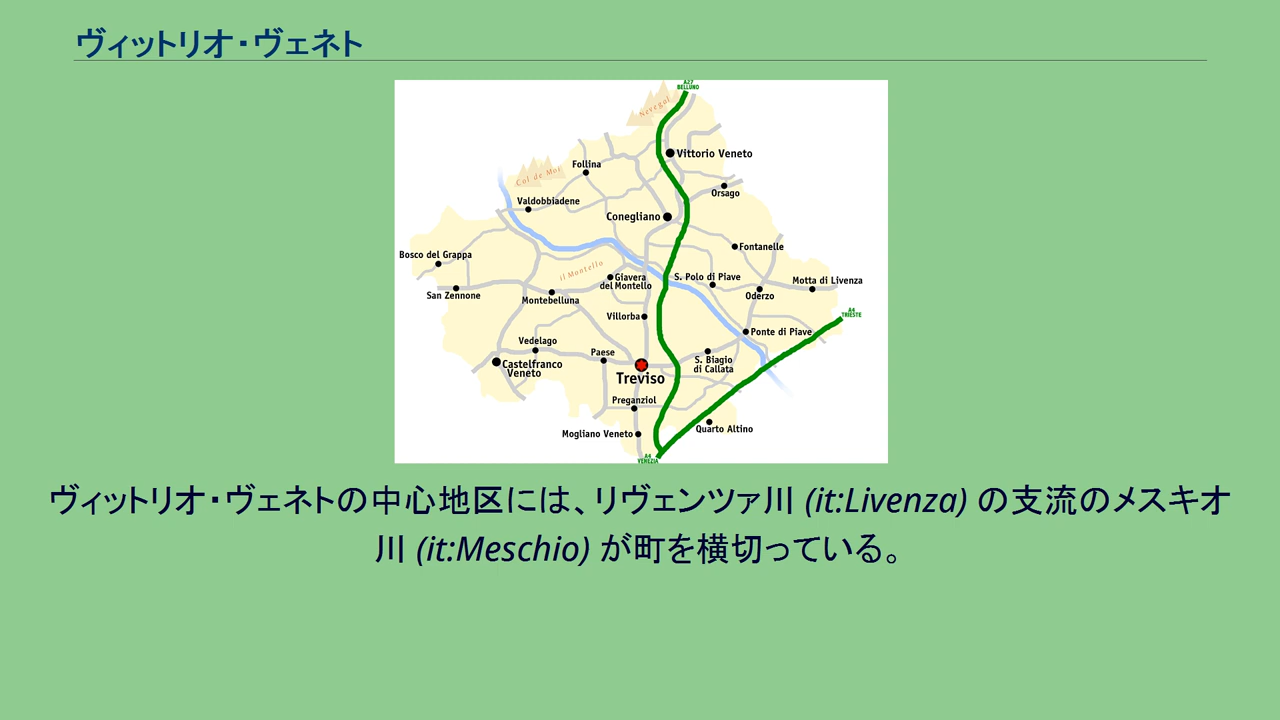 ヴィットリオ・ヴェネト
A27
BELLUNO
Nevegal
Vittorio Veneto
Follina
Col de Moi
Orsago
Valdobbiadene
Conegliano
Fontanelle
Bosco del Grappa
il Montello
Giavera
del Montello
S. Polo di Piave
Motta di Livenza
San Zennone
Montebelluna
Oderzo
Villorba
A4
TRIESTE
Ponte di Piave
Vedelago
Paese
S. Biagio
di Callata
Castelfranco
Veneto
Treviso
Preganziol
Mogliano Veneto
Quarto Altino
A4
VENEZIA
ヴィットリオ・ヴェネトの中心地区には、リヴェンツァ川 (it:Livenza) の支流のメスキオ
川 (it:Meschio) が町を横切っている。